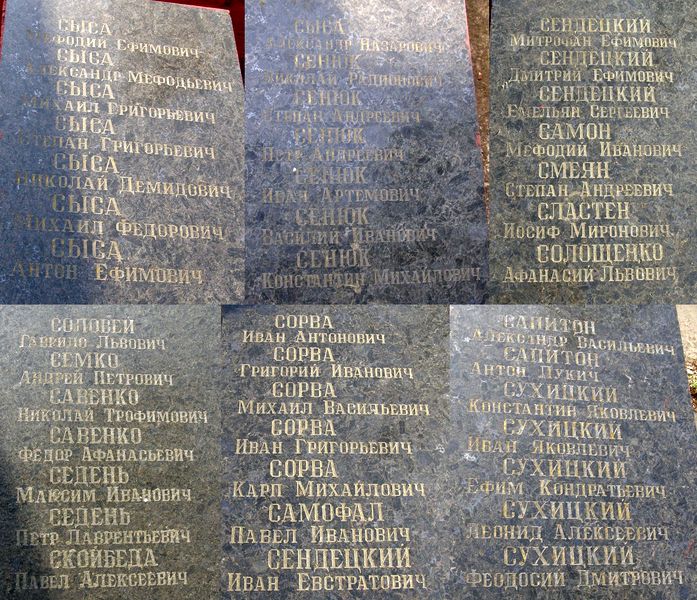 СЫСА
Мефодий Ефимович
СЫСА
Александр Мефодьевич
СЫСА
Михаил Григорьевич
СЫСА
Степан Григорьевич
СЫСА
Николай Демидович
СЫСА
Михаил Федорович
СЫСА
Антон Ефимович
СЫСА
Александр Назарович
СЕНЮК
Николай Радионович
СЕНЮК
Степан Андреевич
СЕНЮК
Петр Андреевич
СЕНЮК
Иван Артемович
СЕНЮК
Василий Иванович
СЕНЮК
Константин Михайлович
СЕНДЕЦКИЙ
Митрофан Ефимович
СЕНДЕЦКИЙ
Дмитрий Ефимович
СЕНДЕЦКИЙ
Емельян Сергеевич
САМОН
Мефодий Иванович
СМЕЯН
Степан Андреевич
СЛАСТЕН
Иосиф Миронович
СОЛОЩЕНКО
Афанасий Львович
СОЛОВЕЙ
Гаврило Львович
СЕМКО
Андрей Петрович
САВЕНКО
Николай Трофимович
САВЕНКО
Федор Афанасьевич
СЕДЕНЬ
Максим Иванович
СЕДЕНЬ
Петр Лаврентьевич
СКОЙБЕДА
Павел Алексеевич
СОРВА
Иван Антонович
СОРВА
Григорий Иванович
СОРВА
Михаил Васильевич
СОРВА
Иван Григорьевич
СОРВА
Карп Михайлович
САМОФАЛ
Павел Иванович
СЕНДЕЦКИЙ
Иван Евстратович
САПИТОН
Александр Васильевич
САПИТОН
Антон Лукич
СУХИЦКИЙ
Константин Яковлевич
СУХИЦКИЙ
Иван Яковлевич
СУХИЦКИЙ
Ефим Кондратьевич
СУХИЦКИЙ
Леонид Алексеевич
СУХИЦКИЙ
Феодосий Дмитрович